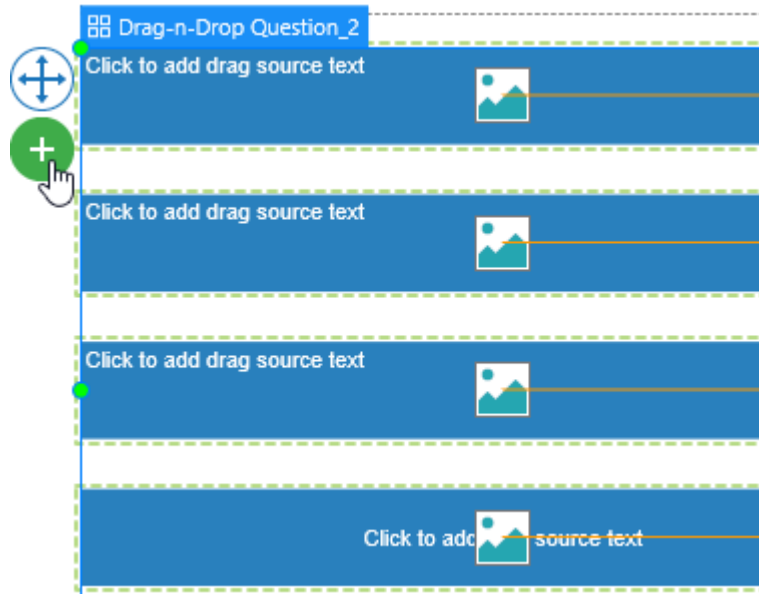 Drag-n-Drop Question_2
Click to add drag source text
Click to add drag source text
Click to add drag source text
Click to add source text